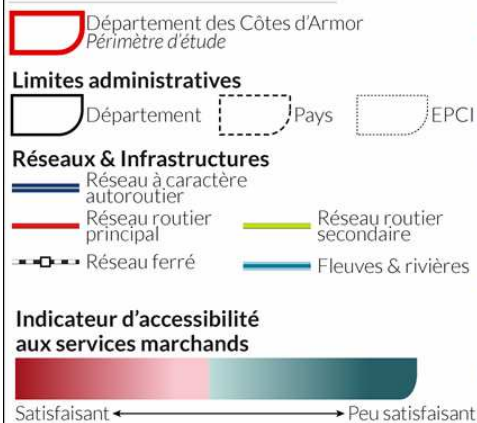 Département des Côtes d'Armor
Périmètre d'étude
Limites administratives
Département
Pays
EPCI
Réseaux & Infrastructures
Réseau à caractère
autoroutier
Réseau routier
principal
Réseau routier
secondaire
Réseau ferré
Fleuves & rivières
Indicateur d'accessibilité
aux services marchands
Satisfaisant
Peu satisfaisant